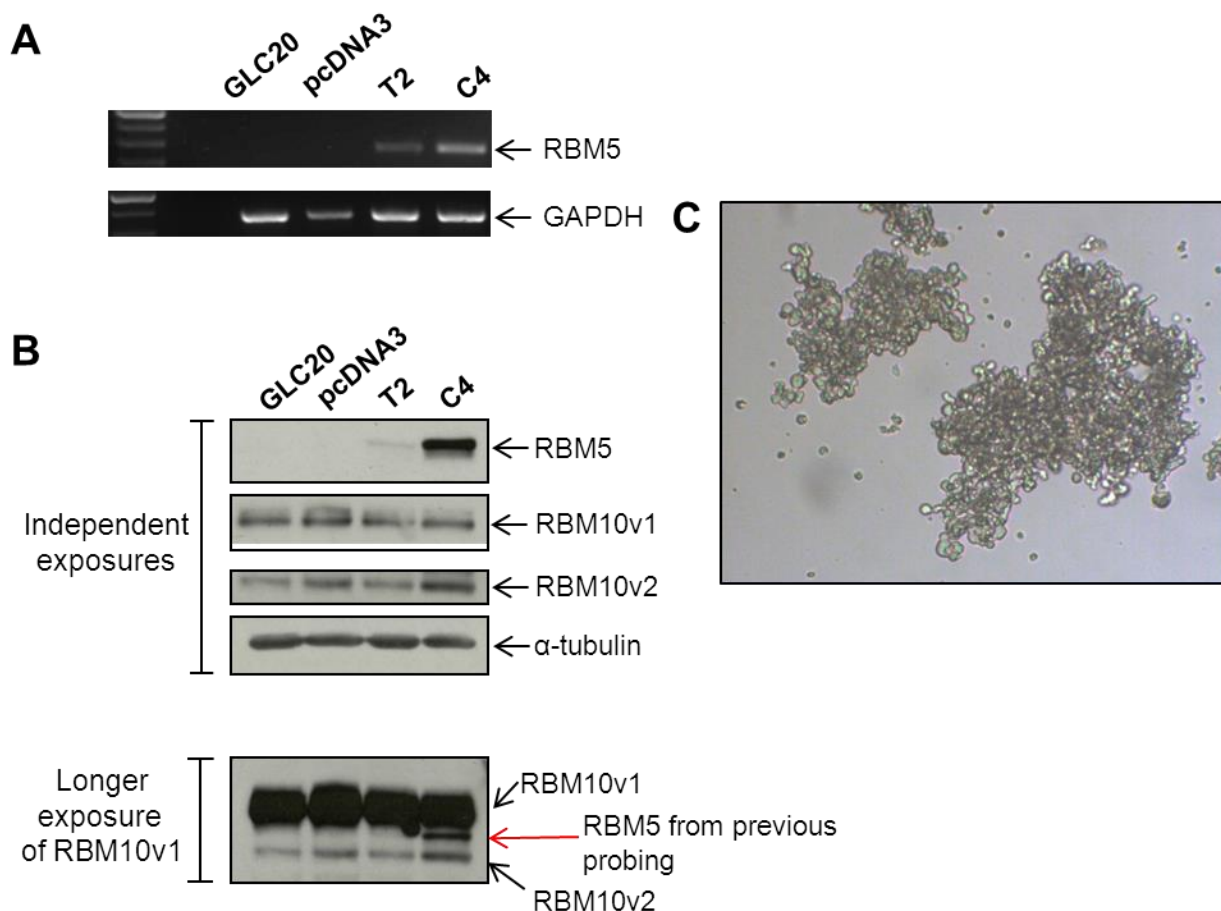 A
GLC20
pcDNA3
T2
C4
RBM5
GAPDH
B
GLC20
pcDNA3
T2
C4
Independent
exposures
RBM5
RBM10v1
RBM10v2
α-tubulin
Longer
exposure
of RBM10v1
RBM10v1
RBM5 from previous
probing
RBM10v2
C